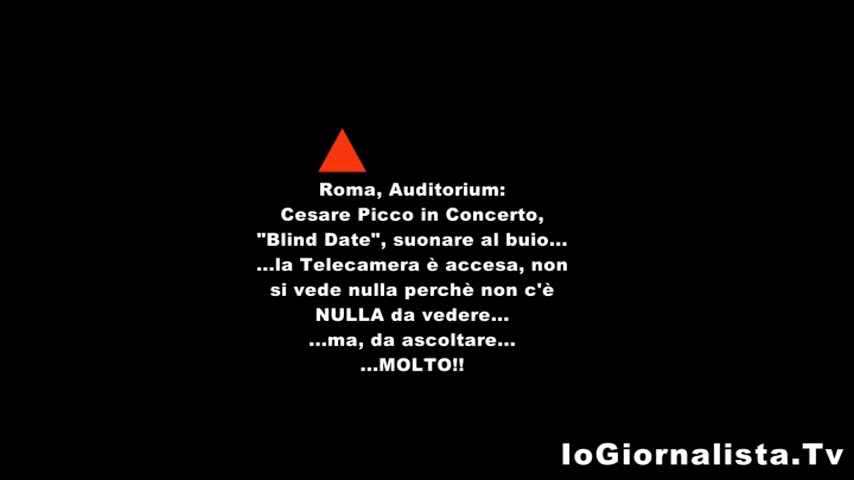 Roma, Auditorium:
Cesare Picco in Concerto,
"Blind Date", suonare al buio...
...la Telecamera è accesa, non
si vede nulla perchè non c'è
NULLA da vedere...
...ma, da ascoltare...
...MOLTO!!
IoGiornalista.Tv